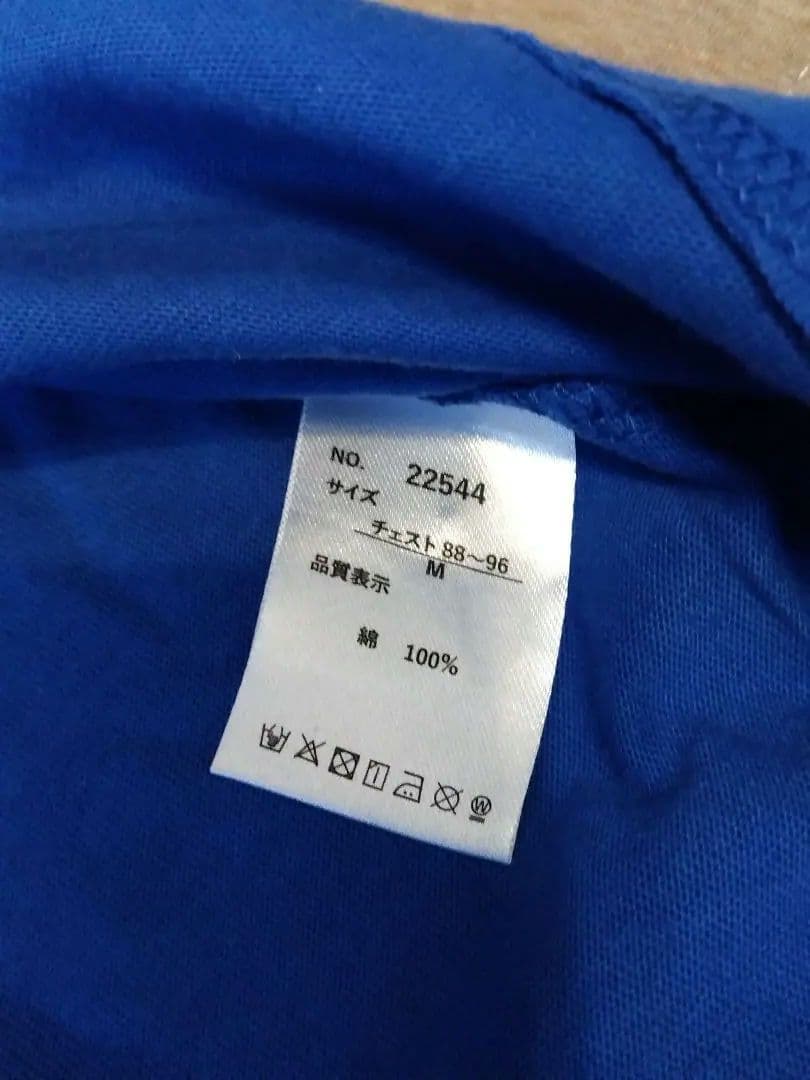 NO. 22544
サイズ
チェスト 88～96
M
品質表示
綿 100%